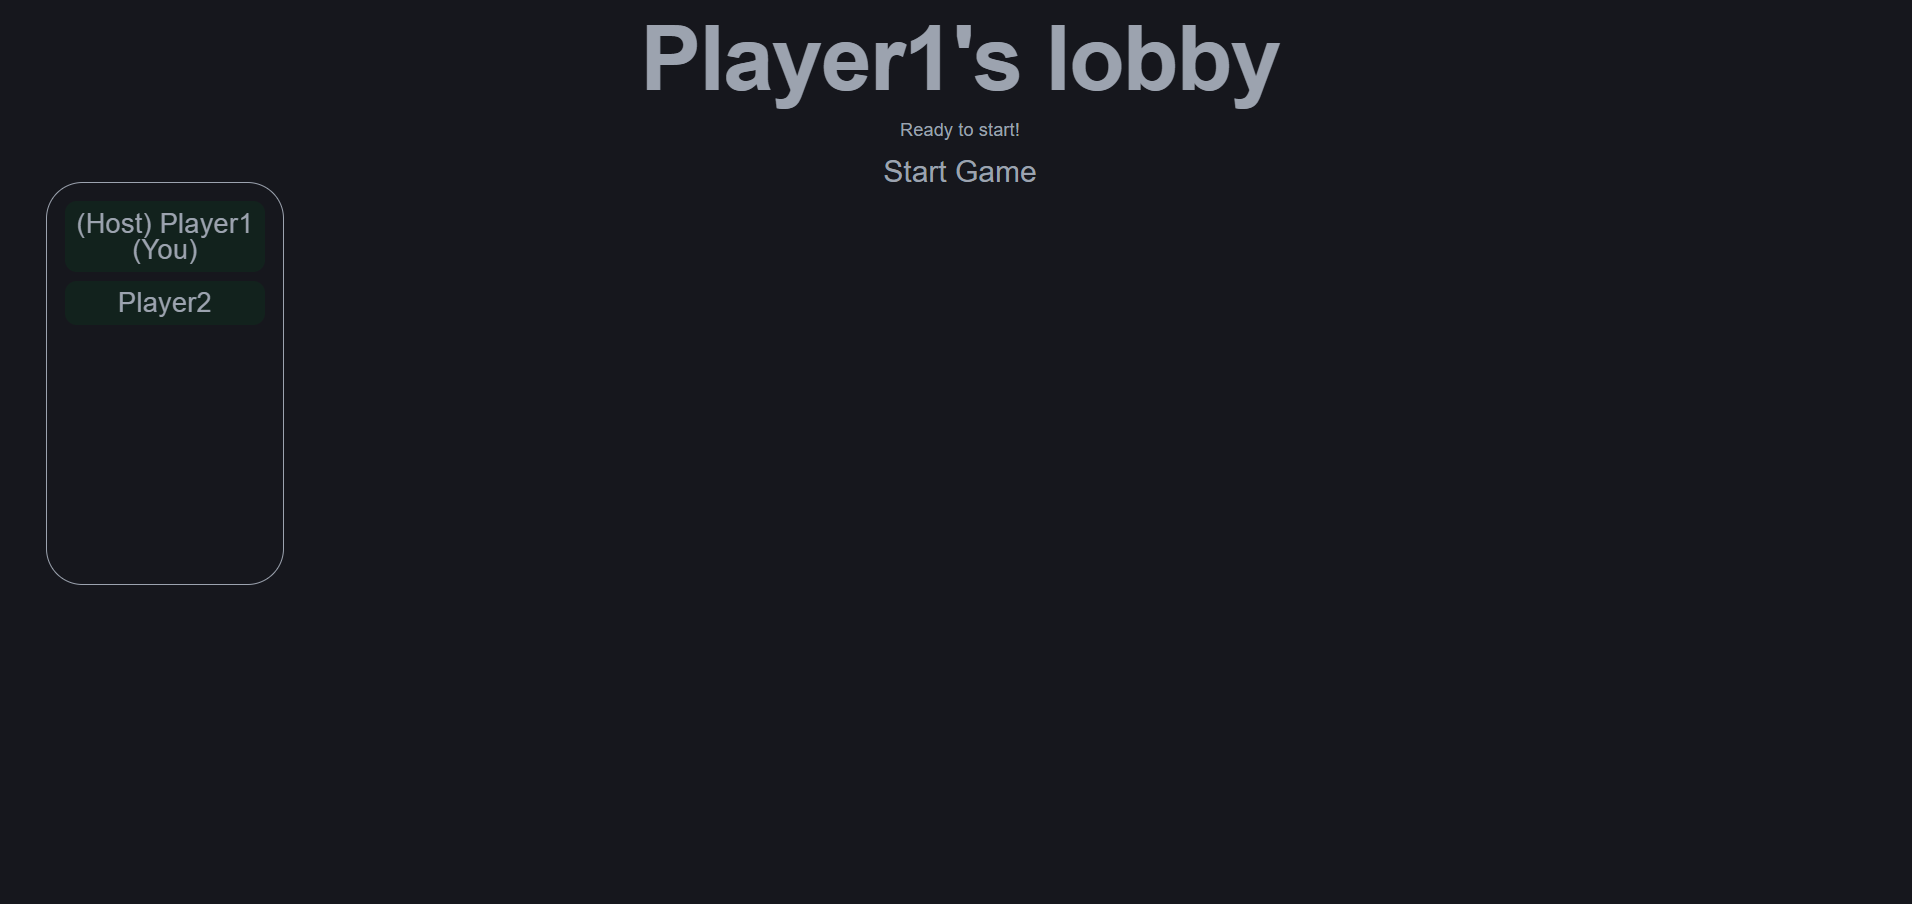 Player1's lobby
Ready to start!
Start Game
(Host) Player1
(You)
Player2